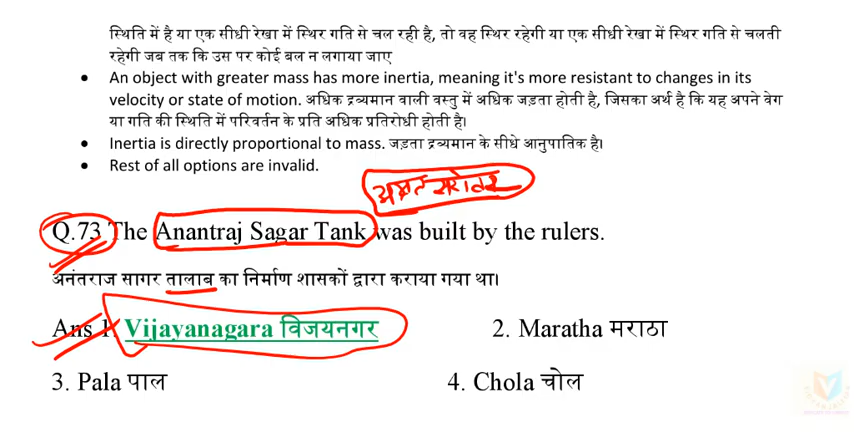 स्थिति में है या एक सीधी रेखा में स्थिर गति से चल रही है, तो वह स्थिर रहेगी या एक सीधी रेखा में स्थिर गति से चलती
रहेगी जब तक कि उस पर कोई बल न लगाया जाए
• An object with greater mass has more inertia, meaning it's more resistant to changes in its
velocity or state of motion. अधिक द्रव्यमान वाली वस्तु में अधिक जड़ता होती है, जिसका अर्थ है कि यह अपने वेग
या गति की स्थिति में परिवर्तन के प्रति अधिक प्रतिरोधी होती है।
• Inertia is directly proportional to mass. जड़ता द्रव्यमान के सीधे आनुपातिक है।
• Rest of all options are invalid.
अमृत सरोवर
Q.73 The Anantraj Sagar Tank was built by the rulers.
अनंतराज सागर तालाब का निर्माण शासकों द्वारा कराया गया था।
Ans 1. Vijayanagara विजयनगर 2. Maratha मराठा
3. Pala पाल 4. Chola चोल